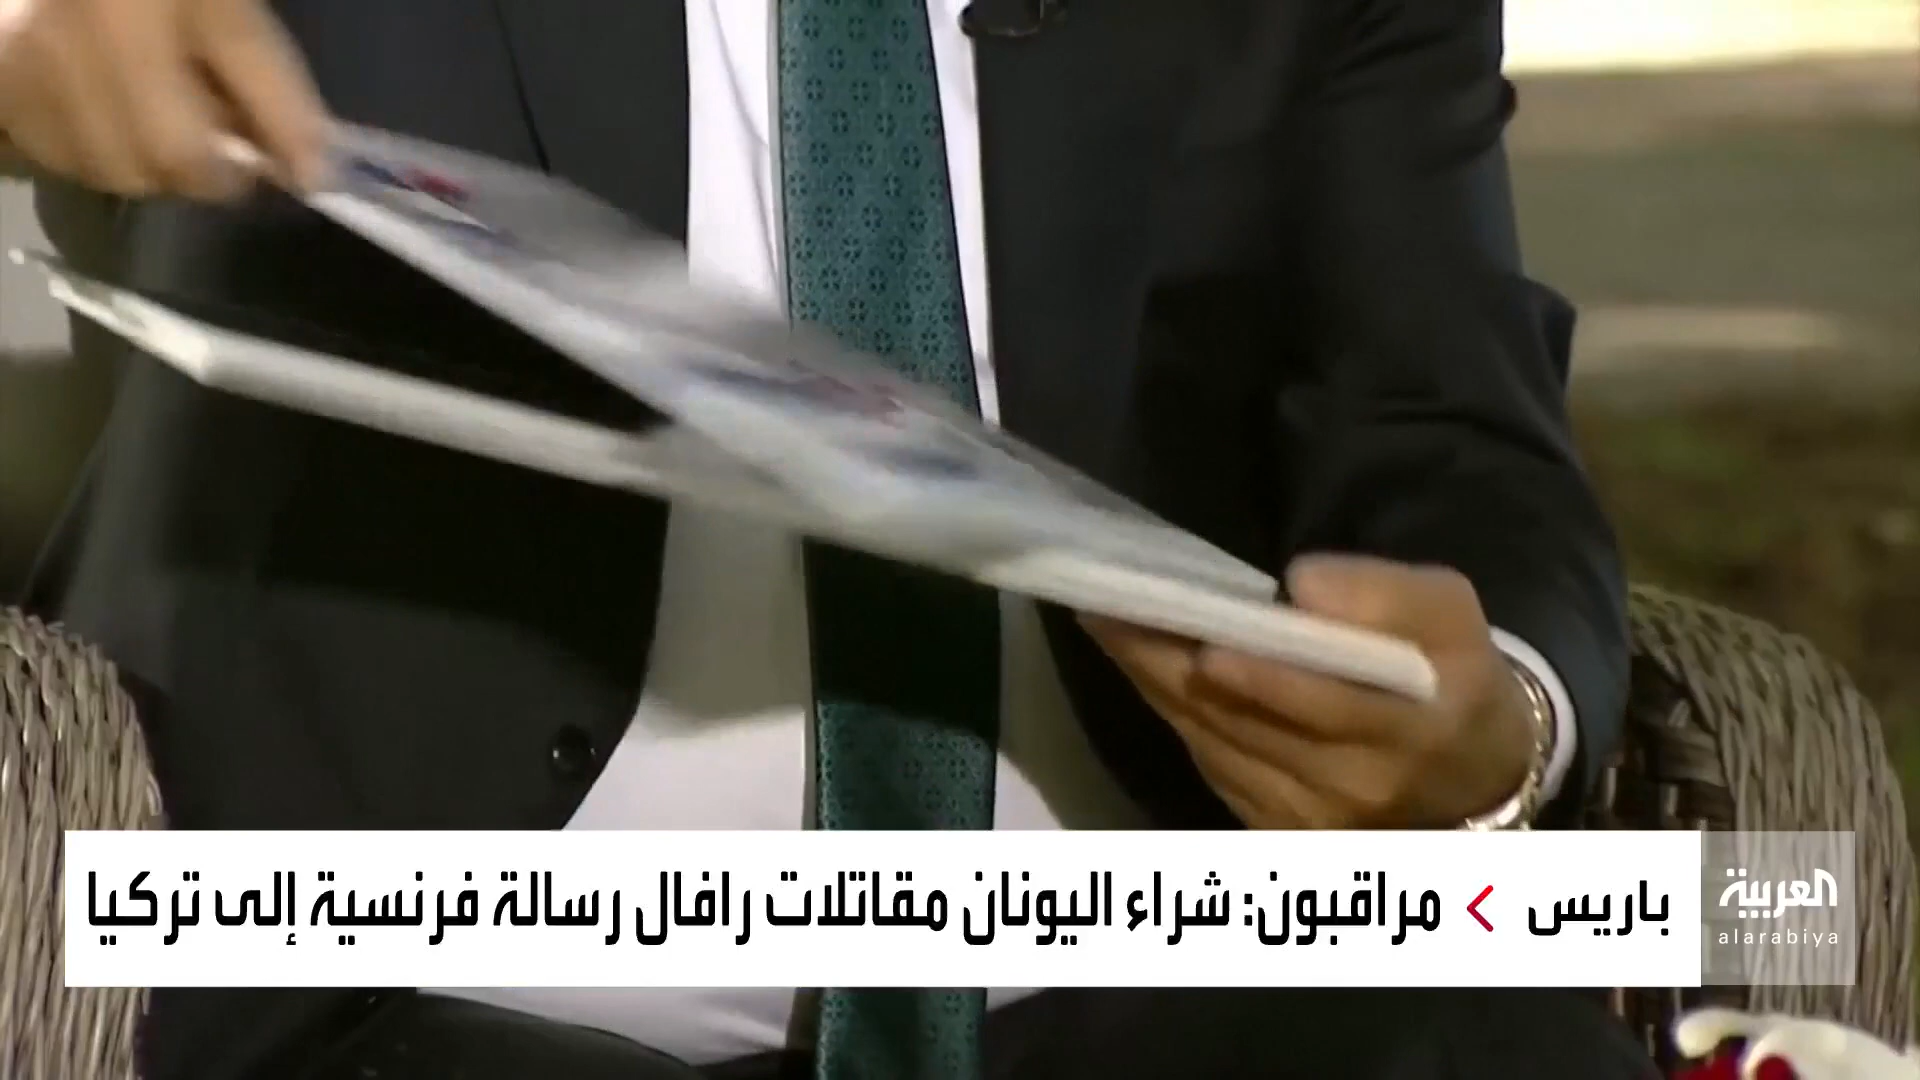 العربية
alarabiya
باريس > مراقبون: شراء اليونان مقاتلات رافال رسالة فرنسية إلى تركيا